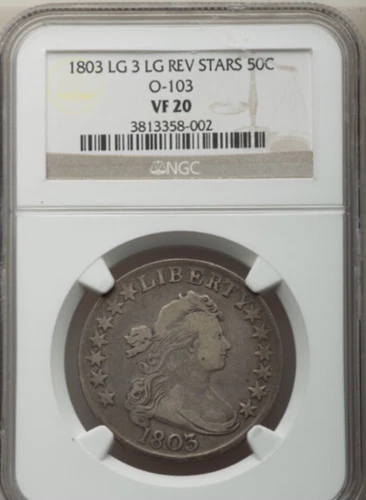 1803 LG 3 LG REV STARS 50C
O-103
VF 20
3813358-002
NGC
LIBERTY
1803